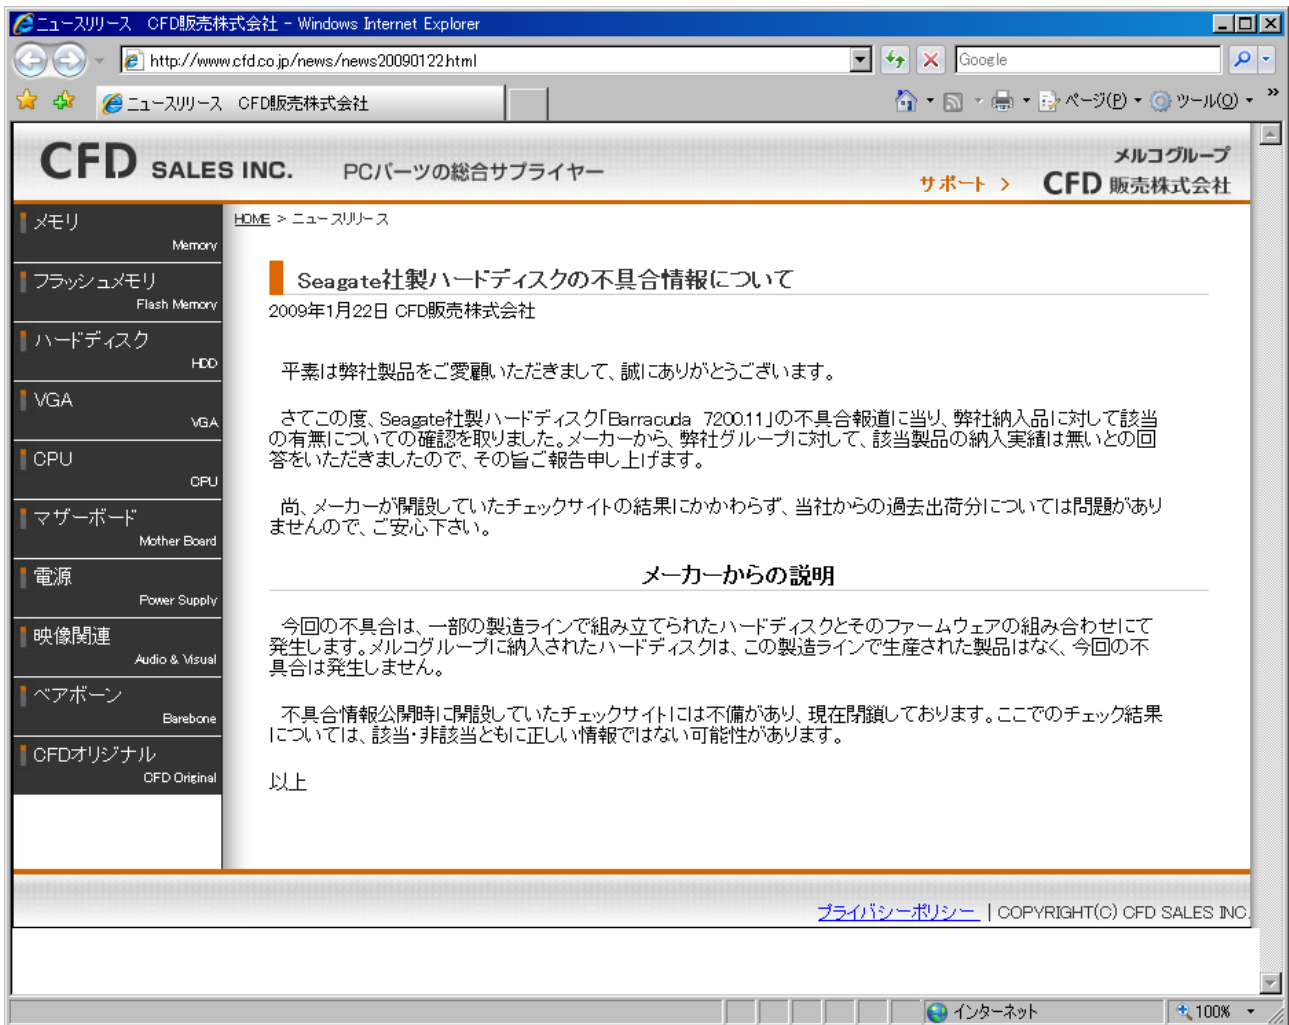 ニュースリリース　CFD販売株式会社 - Windows Internet Explorer
http://www.cfd.co.jp/news/news20090122.html
Google
ニュースリリース　CFD販売株式会社
ページ(P)
ツール(O)
»
CFD SALES INC.
PCパーツの総合サプライヤー
メルコグループ
サポート >
CFD 販売株式会社
メモリ
Memory
フラッシュメモリ
Flash Memory
ハードディスク
HDD
VGA
VGA
CPU
CPU
マザーボード
Mother Board
電源
Power Supply
映像関連
Audio & Visual
ベアボーン
Barebone
CFDオリジナル
CFD Original
HOME > ニュースリリース
Seagate社製ハードディスクの不具合情報について
2009年1月22日 CFD販売株式会社
平素は弊社製品をご愛顧いただきまして、誠にありがとうございます。
さてこの度、Seagate社製ハードディスク「Barracuda 7200.11」の不具合報道に当り、弊社納入品に対して該当
の有無についての確認を取りました。メーカーから、弊社グループに対して、該当製品の納入実績は無いとの回
答をいただきましたので、その旨ご報告申し上げます。
尚、メーカーが開設していたチェックサイトの結果にかかわらず、当社からの過去出荷分については問題があり
ませんので、ご安心下さい。
メーカーからの説明
今回の不具合は、一部の製造ラインで組み立てられたハードディスクとそのファームウェアの組み合わせにて
発生します。メルコグループに納入されたハードディスクは、この製造ラインで生産された製品はなく、今回の不
具合は発生しません。
不具合情報公開時に開設していたチェックサイトには不備があり、現在閉鎖しております。ここでのチェック結果
については、該当・非該当ともに正しい情報ではない可能性があります。
以上
プライバシーポリシー | COPYRIGHT(C) CFD SALES INC.
インターネット
100%